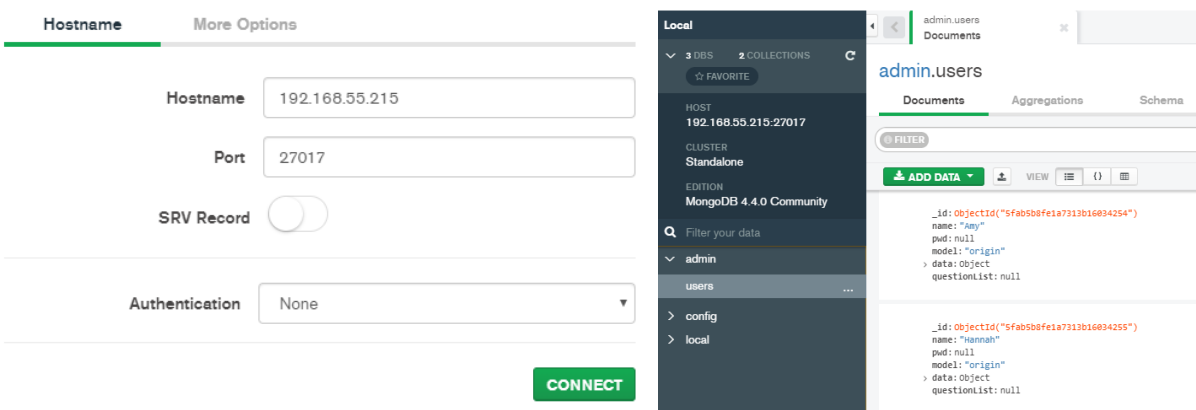 Hostname More Options
Hostname 192.168.55.215
Port 27017
SRV Record
Authentication None
CONNECT
Local
3 DBS 2 COLLECTIONS
FAVORITE
HOST
192.168.55.215:27017
CLUSTER
Standalone
EDITION
MongoDB 4.4.0 Community
Filter your data
admin
users ...
config
local
admin.users
Documents
admin.users
Documents Aggregations Schema
FILTER
ADD DATA VIEW {}
_id: ObjectId("5fab5b8fe1a7313b16034254")
name: "Amy"
pwd: null
model: "origin"
> data: Object
questionList: null
_id: ObjectId("5fab5b8fe1a7313b16034255")
name: "Hannah"
pwd: null
model: "origin"
> data: Object
questionList: null